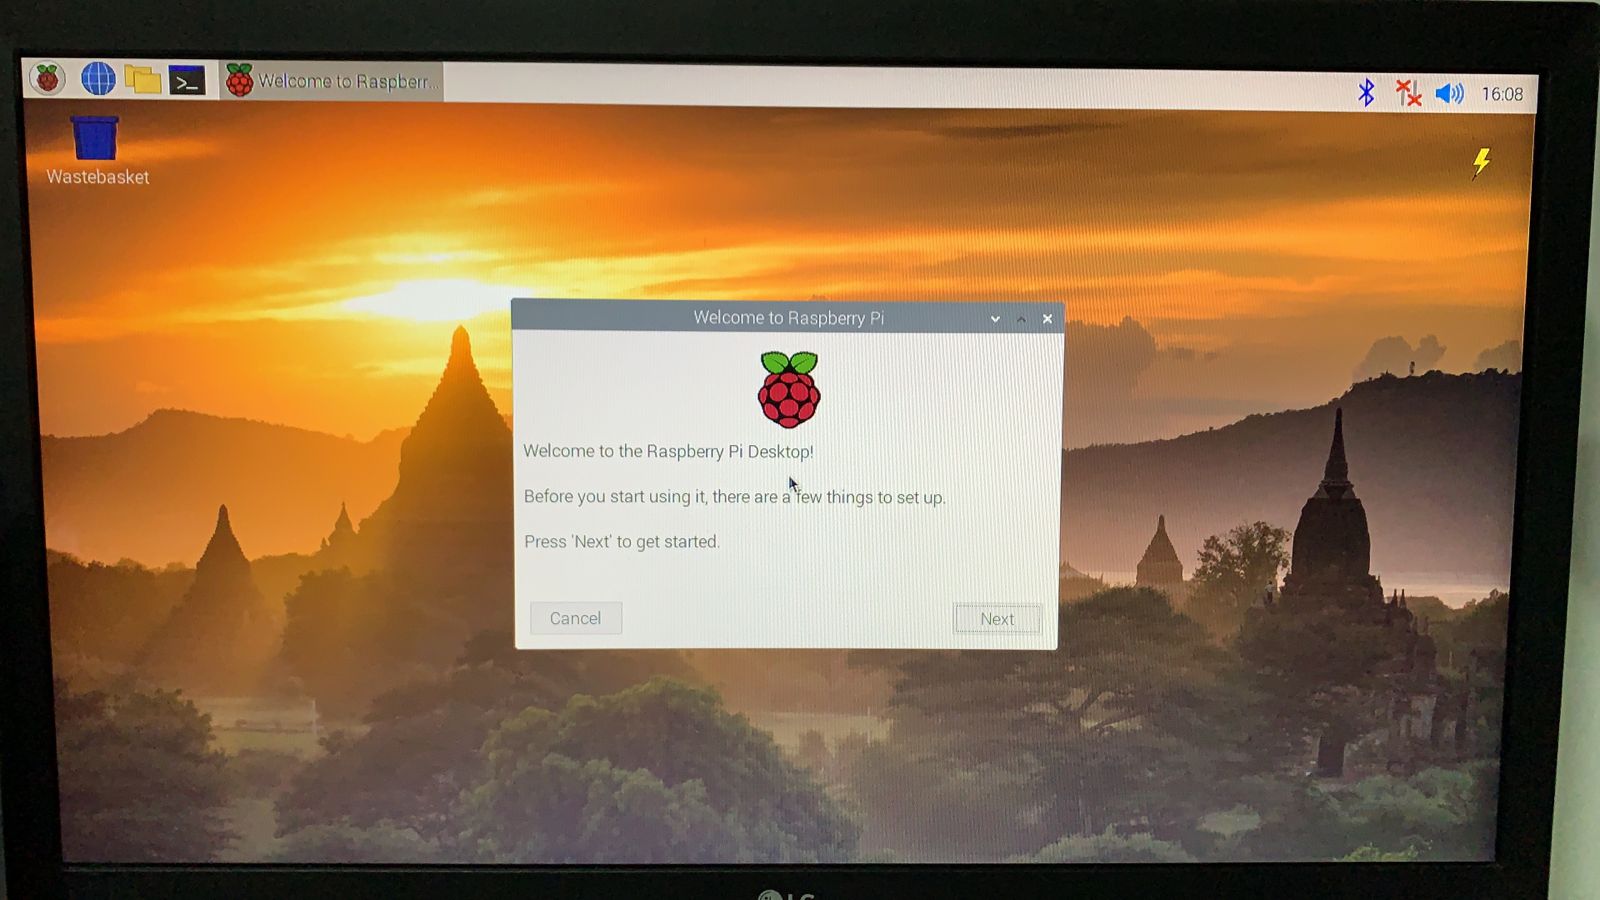 Welcome to Raspberr...
16:08
Wastebasket
Welcome to Raspberry Pi
Welcome to the Raspberry Pi Desktop!
Before you start using it, there are a few things to set up.
Press 'Next' to get started.
Cancel
Next
LG